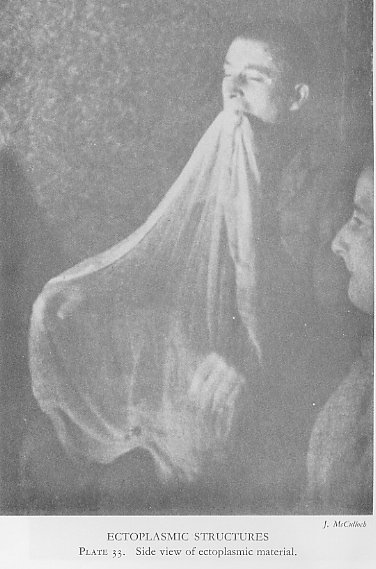 J. McCulloch
ECTOPLASMIC STRUCTURES
PLATE 33. Side view of ectoplasmic material.